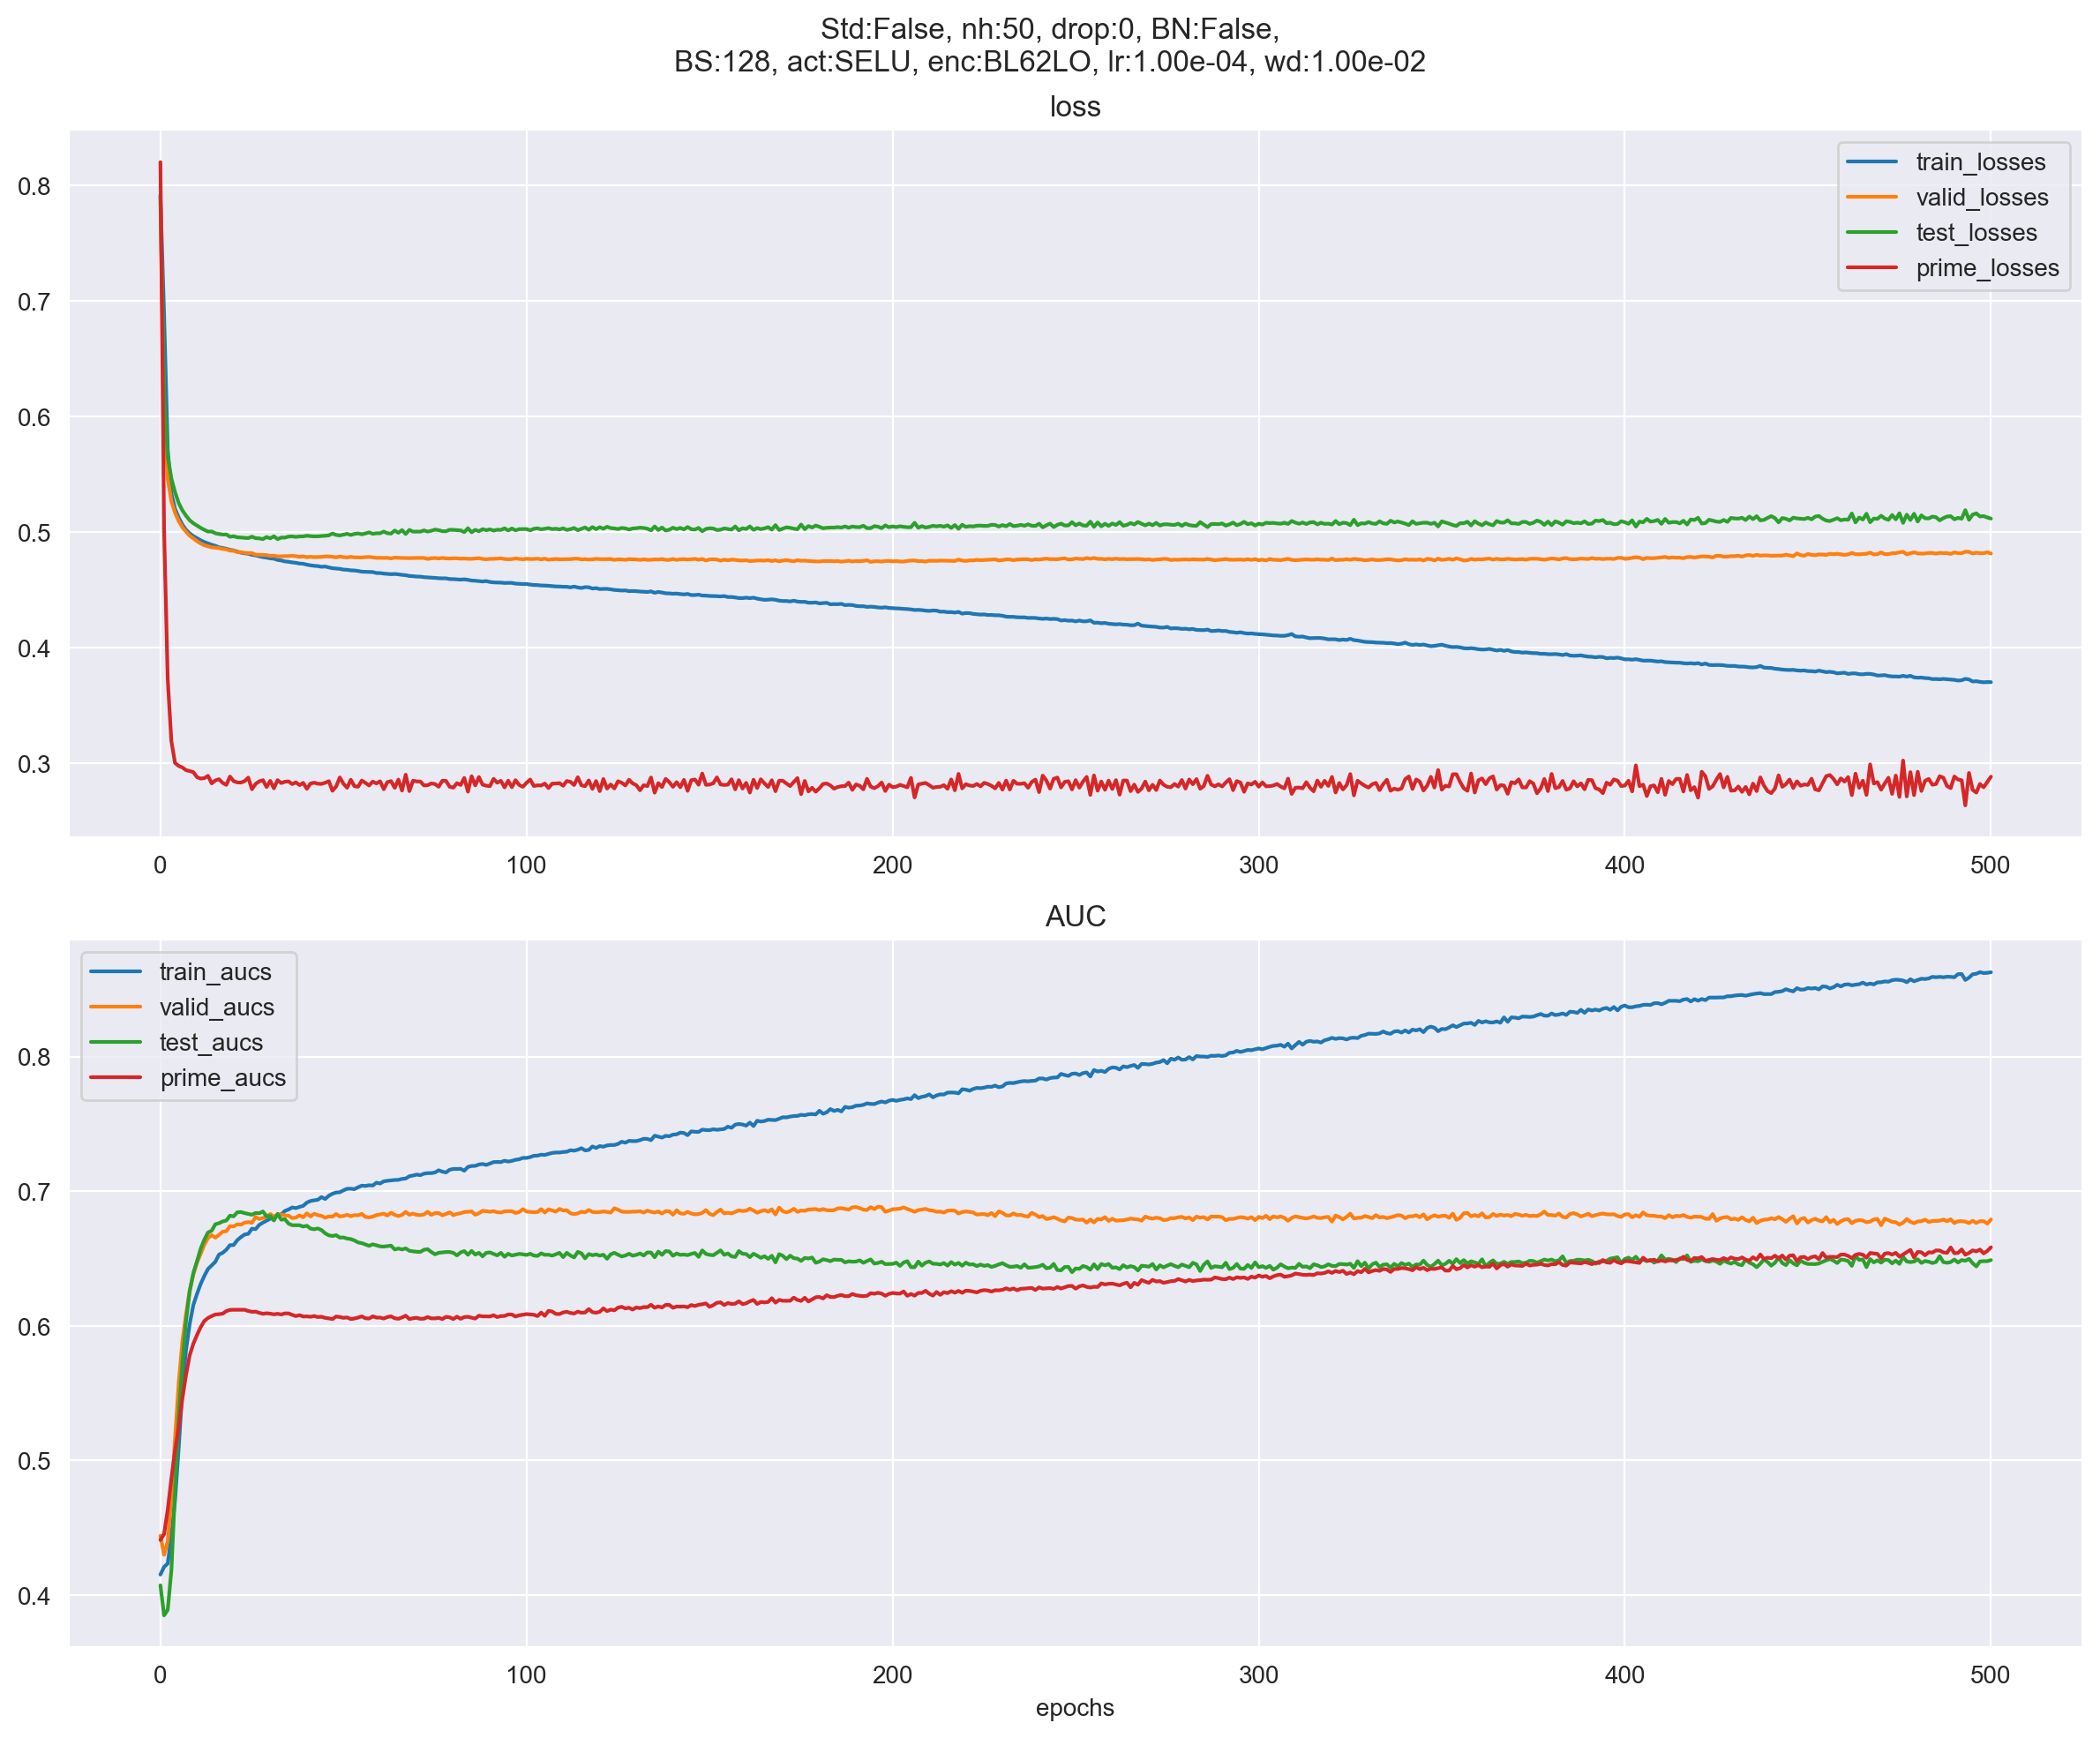 Std:False, nh:50, drop:0, BN:False,
BS:128, act:SELU, enc:BL62LO, lr:1.00e-04, wd:1.00e-02
loss
0.8
0.7
0.6
0.5
0.4
0.3
train_losses
valid_losses
test_losses
prime_losses
0 100 200 300 400 500
AUC
train_aucs
valid_aucs
test_aucs
prime_aucs
0.8
0.7
0.6
0.5
0.4
0 100 200 300 400 500
epochs